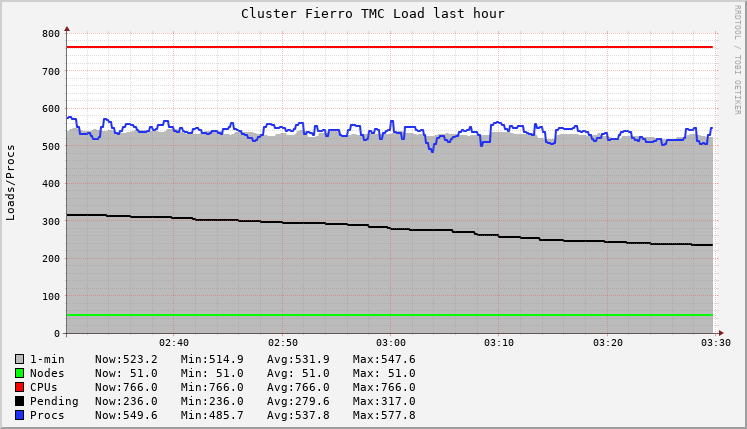 Cluster Fierro TMC Load last hour
RRDTOOL / TOBI OETIKER
Loads/Procs
800
700
600
500
400
300
200
100
0
02:40 02:50 03:00 03:10 03:20 03:30
1-min Now:523.2 Min:514.9 Avg:531.9 Max:547.6
Nodes Now: 51.0 Min: 51.0 Avg: 51.0 Max: 51.0
CPUs Now:766.0 Min:766.0 Avg:766.0 Max:766.0
Pending Now:236.0 Min:236.0 Avg:279.6 Max:317.0
Procs Now:549.6 Min:485.7 Avg:537.8 Max:577.8